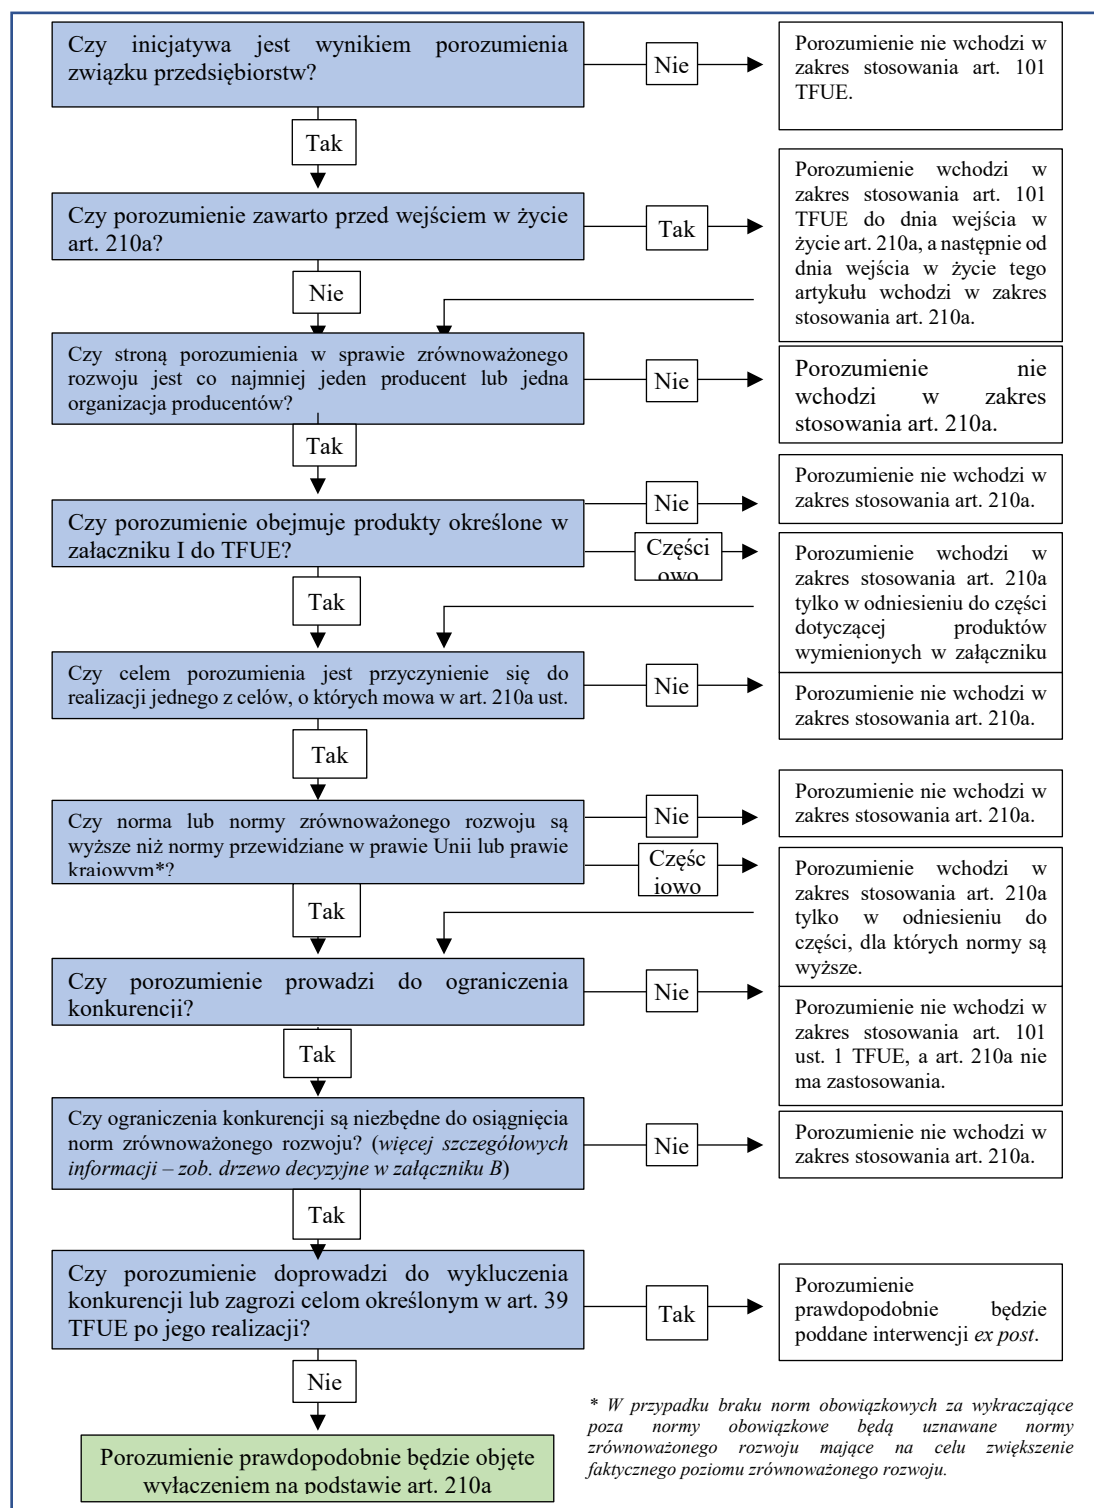 Czy inicjatywa jest wynikiem porozumienia
związku przedsiębiorstw?
Nie
Porozumienie nie wchodzi w
zakres stosowania art. 101
TFUE.
Tak
Czy porozumienie zawarto przed wejściem w życie
art. 210a?
Tak
Porozumienie wchodzi w
zakres stosowania art. 101
TFUE do dnia wejścia w
życie art. 210a, a następnie od
dnia wejścia w życie tego
artykułu wchodzi w zakres
stosowania art. 210a.
Nie
Czy stroną porozumienia w sprawie zrównoważonego
rozwoju jest co najmniej jeden producent lub jedna
organizacja producentów?
Nie
Porozumienie nie
wchodzi w zakres
stosowania art. 210a.
Tak
Czy porozumienie obejmuje produkty określone w
załączniku I do TFUE?
Nie
Porozumienie nie wchodzi w
zakres stosowania art. 210a.
Części
owo
Porozumienie wchodzi w
zakres stosowania art. 210a
tylko w odniesieniu do części
dotyczącej produktów
wymienionych w załączniku
Tak
Czy celem porozumienia jest przyczynienie się do
realizacji jednego z celów, o których mowa w art. 210a ust.
Nie
Porozumienie nie wchodzi w
zakres stosowania art. 210a.
Tak
Czy norma lub normy zrównoważonego rozwoju są
wyższe niż normy przewidziane w prawie Unii lub prawie
krajowym*?
Nie
Porozumienie nie wchodzi w
zakres stosowania art. 210a.
Częśc
iowo
Porozumienie wchodzi w
zakres stosowania art. 210a
tylko w odniesieniu do
części, dla których normy są
wyższe.
Tak
Czy porozumienie prowadzi do ograniczenia
konkurencji?
Nie
Porozumienie nie wchodzi w
zakres stosowania art. 101
ust. 1 TFUE, a art. 210a nie
ma zastosowania.
Tak
Czy ograniczenia konkurencji są niezbędne do osiągnięcia
norm zrównoważonego rozwoju? (więcej szczegółowych
informacji – zob. drzewo decyzyjne w załączniku B)
Nie
Porozumienie nie wchodzi w
zakres stosowania art. 210a.
Tak
Czy porozumienie doprowadzi do wykluczenia
konkurencji lub zagrozi celom określonym w art. 39
TFUE po jego realizacji?
Tak
Porozumienie
prawdopodobnie będzie
poddane interwencji ex post.
Nie
Porozumienie prawdopodobnie będzie objęte
wyłączeniem na podstawie art. 210a
* W przypadku braku norm obowiązkowych za wykraczające
poza normy obowiązkowe będą uznawane normy
zrównoważonego rozwoju mające na celu zwiększenie
faktycznego poziomu zrównoważonego rozwoju.